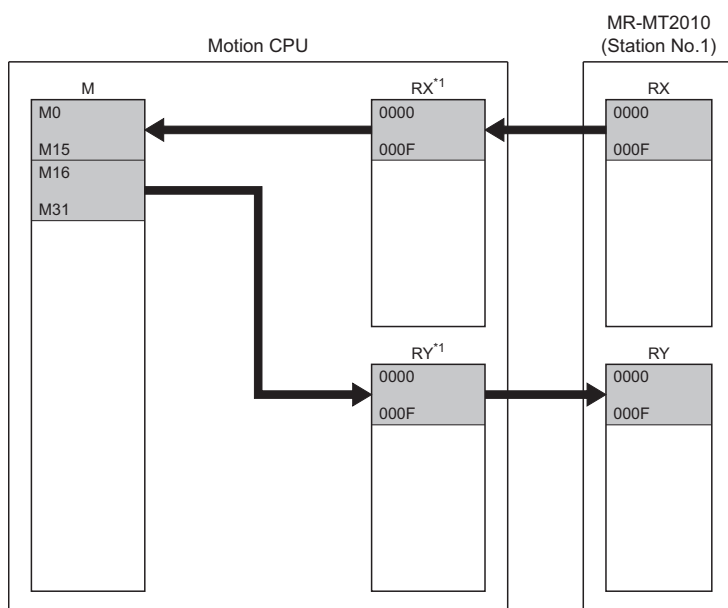 MR-MT2010
Motion CPU
(Station No.1)
M
RX*1
RX
M0
0000
0000
M15
000F
000F
M16
M31
RY*1
RY
0000
0000
000F
000F